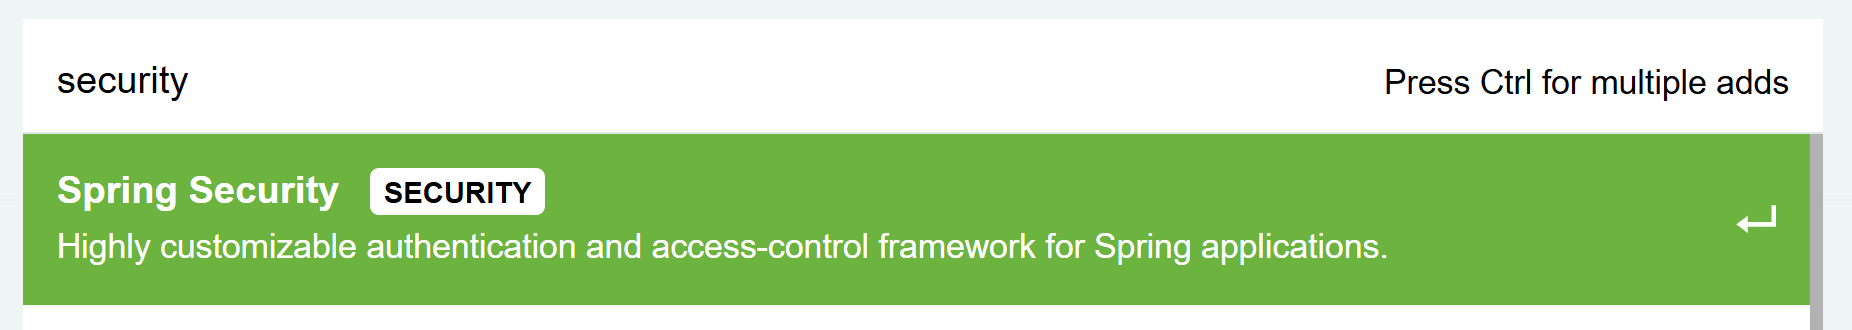 security
Press Ctrl for multiple adds
Spring Security SECURITY
Highly customizable authentication and access-control framework for Spring applications.